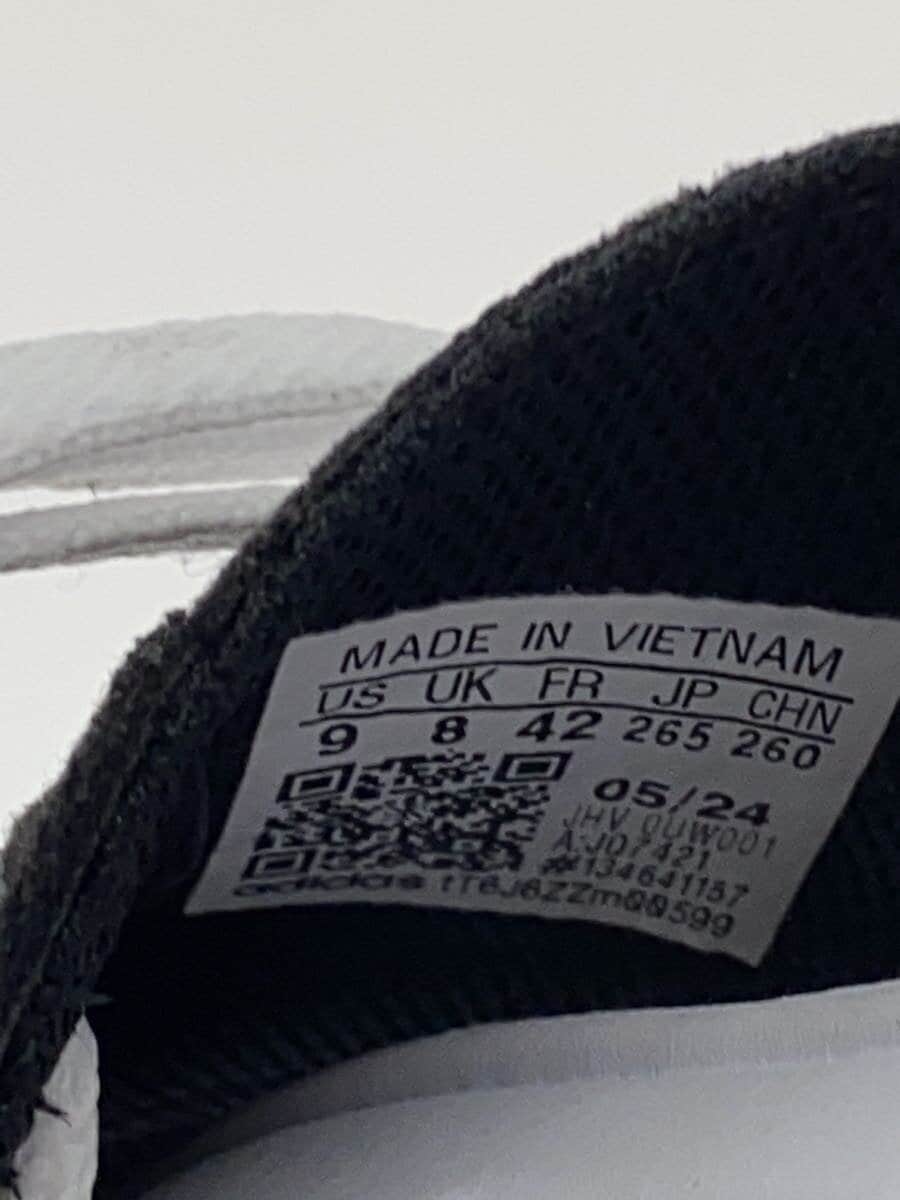 MADE IN VIETNAM
US UK FR JP CHN
9 8 42 265 260
05/24
JHV 0UW001
#134641157
adidas